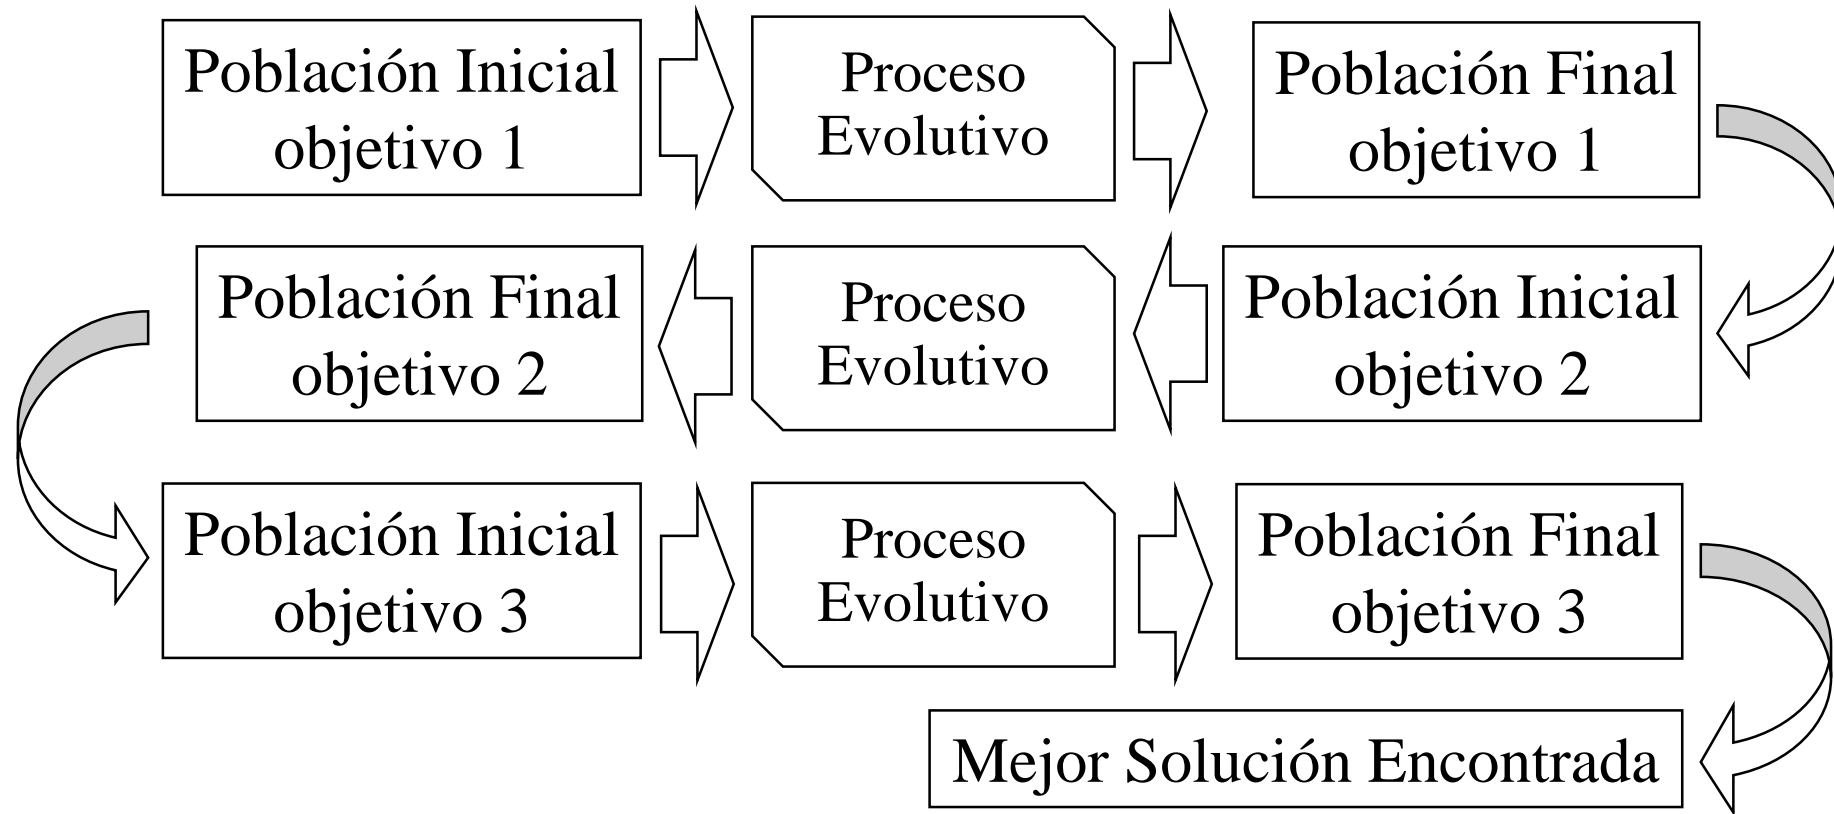 Población Inicial
objetivo 1
Proceso
Evolutivo
Población Final
objetivo 1
Población Final
objetivo 2
Proceso
Evolutivo
Población Inicial
objetivo 2
Población Inicial
objetivo 3
Proceso
Evolutivo
Población Final
objetivo 3
Mejor Solución Encontrada